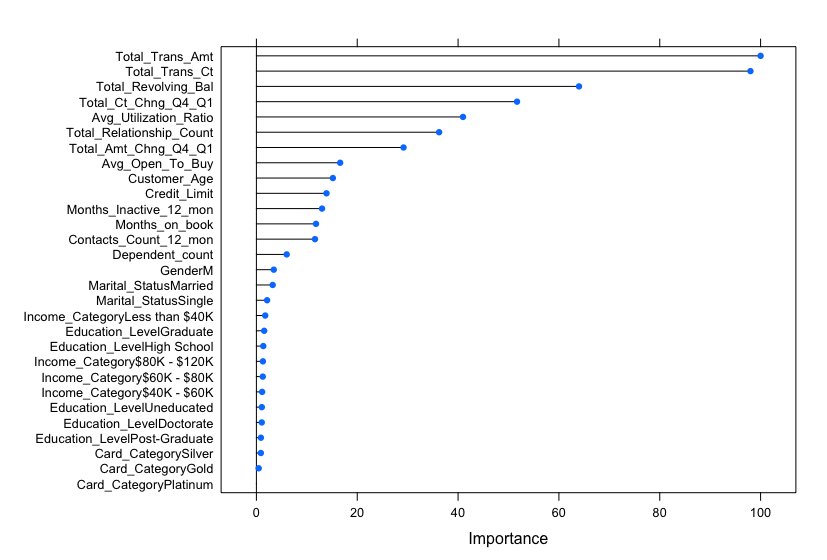 Total_Trans_Amt
Total_Trans_Ct
Total_Revolving_Bal
Total_Ct_Chng_Q4_Q1
Avg_Utilization_Ratio
Total_Relationship_Count
Total_Amt_Chng_Q4_Q1
Avg_Open_To_Buy
Customer_Age
Credit_Limit
Months_Inactive_12_mon
Months_on_book
Contacts_Count_12_mon
Dependent_count
GenderM
Marital_StatusMarried
Marital_StatusSingle
Income_CategoryLess than $40K
Education_LevelGraduate
Education_LevelHigh School
Income_Category$80K - $120K
Income_Category$60K - $80K
Income_Category$40K - $60K
Education_LevelUneducated
Education_LevelDoctorate
Education_LevelPost-Graduate
Card_CategorySilver
Card_CategoryGold
Card_CategoryPlatinum
0 20 40 60 80 100
Importance